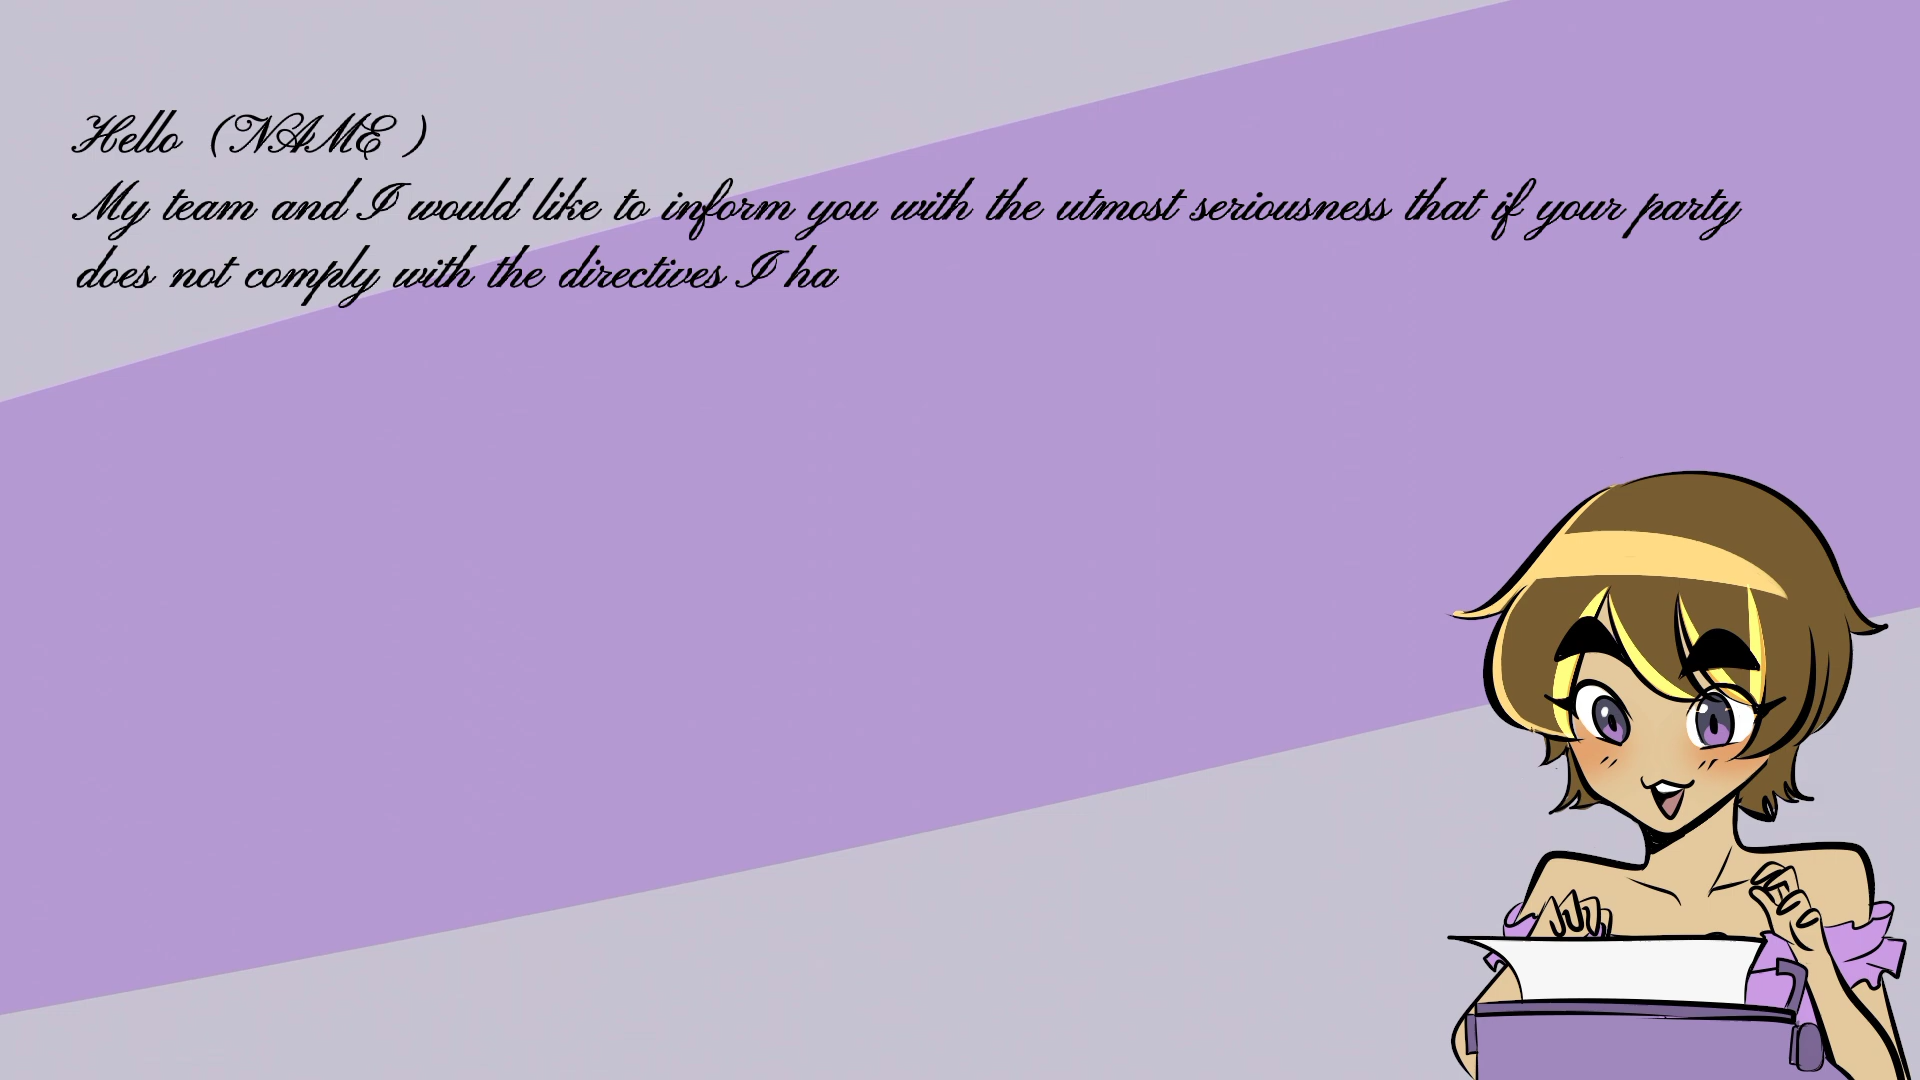 Hello (NAME )
My team and I would like to inform you with the utmost seriousness that if your party
does not comply with the directives I ha